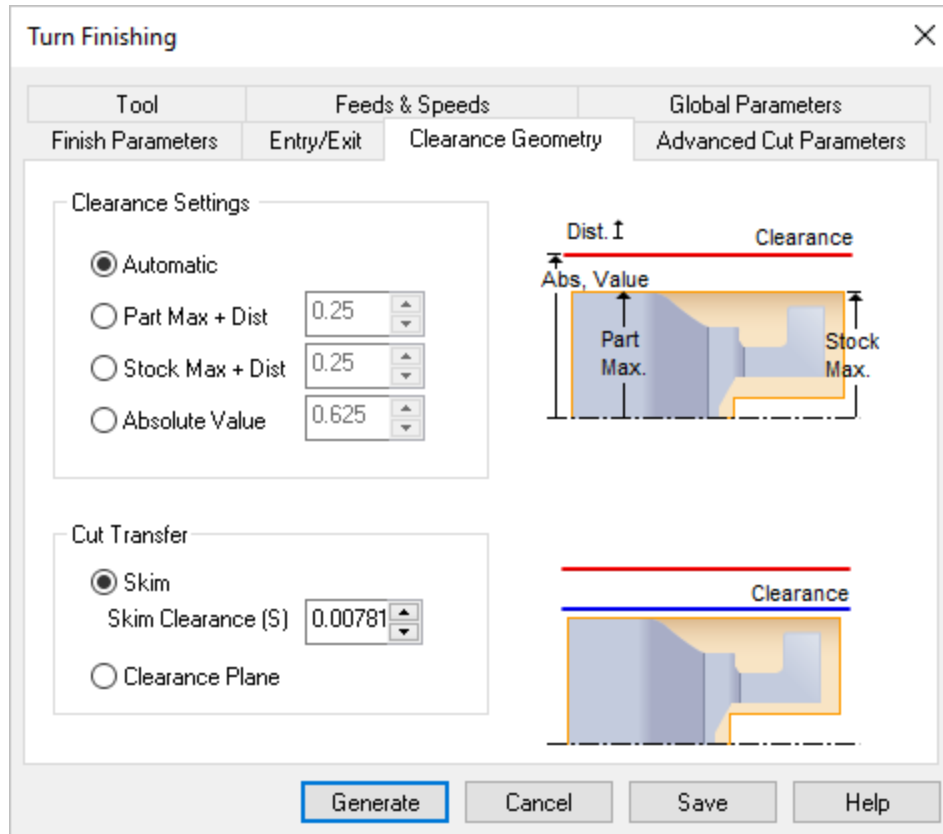 Turn Finishing
Tool Feeds & Speeds Global Parameters
Finish Parameters Entry/Exit Clearance Geometry Advanced Cut Parameters
Clearance Settings
Automatic
Part Max + Dist 0.25
Stock Max + Dist 0.25
Absolute Value 0.625
Dist. Clearance
Abs, Value
Part Stock
Max. Max.
Cut Transfer
Skim
Skim Clearance (S) 0.00781
Clearance Plane
Clearance
Generate Cancel Save Help